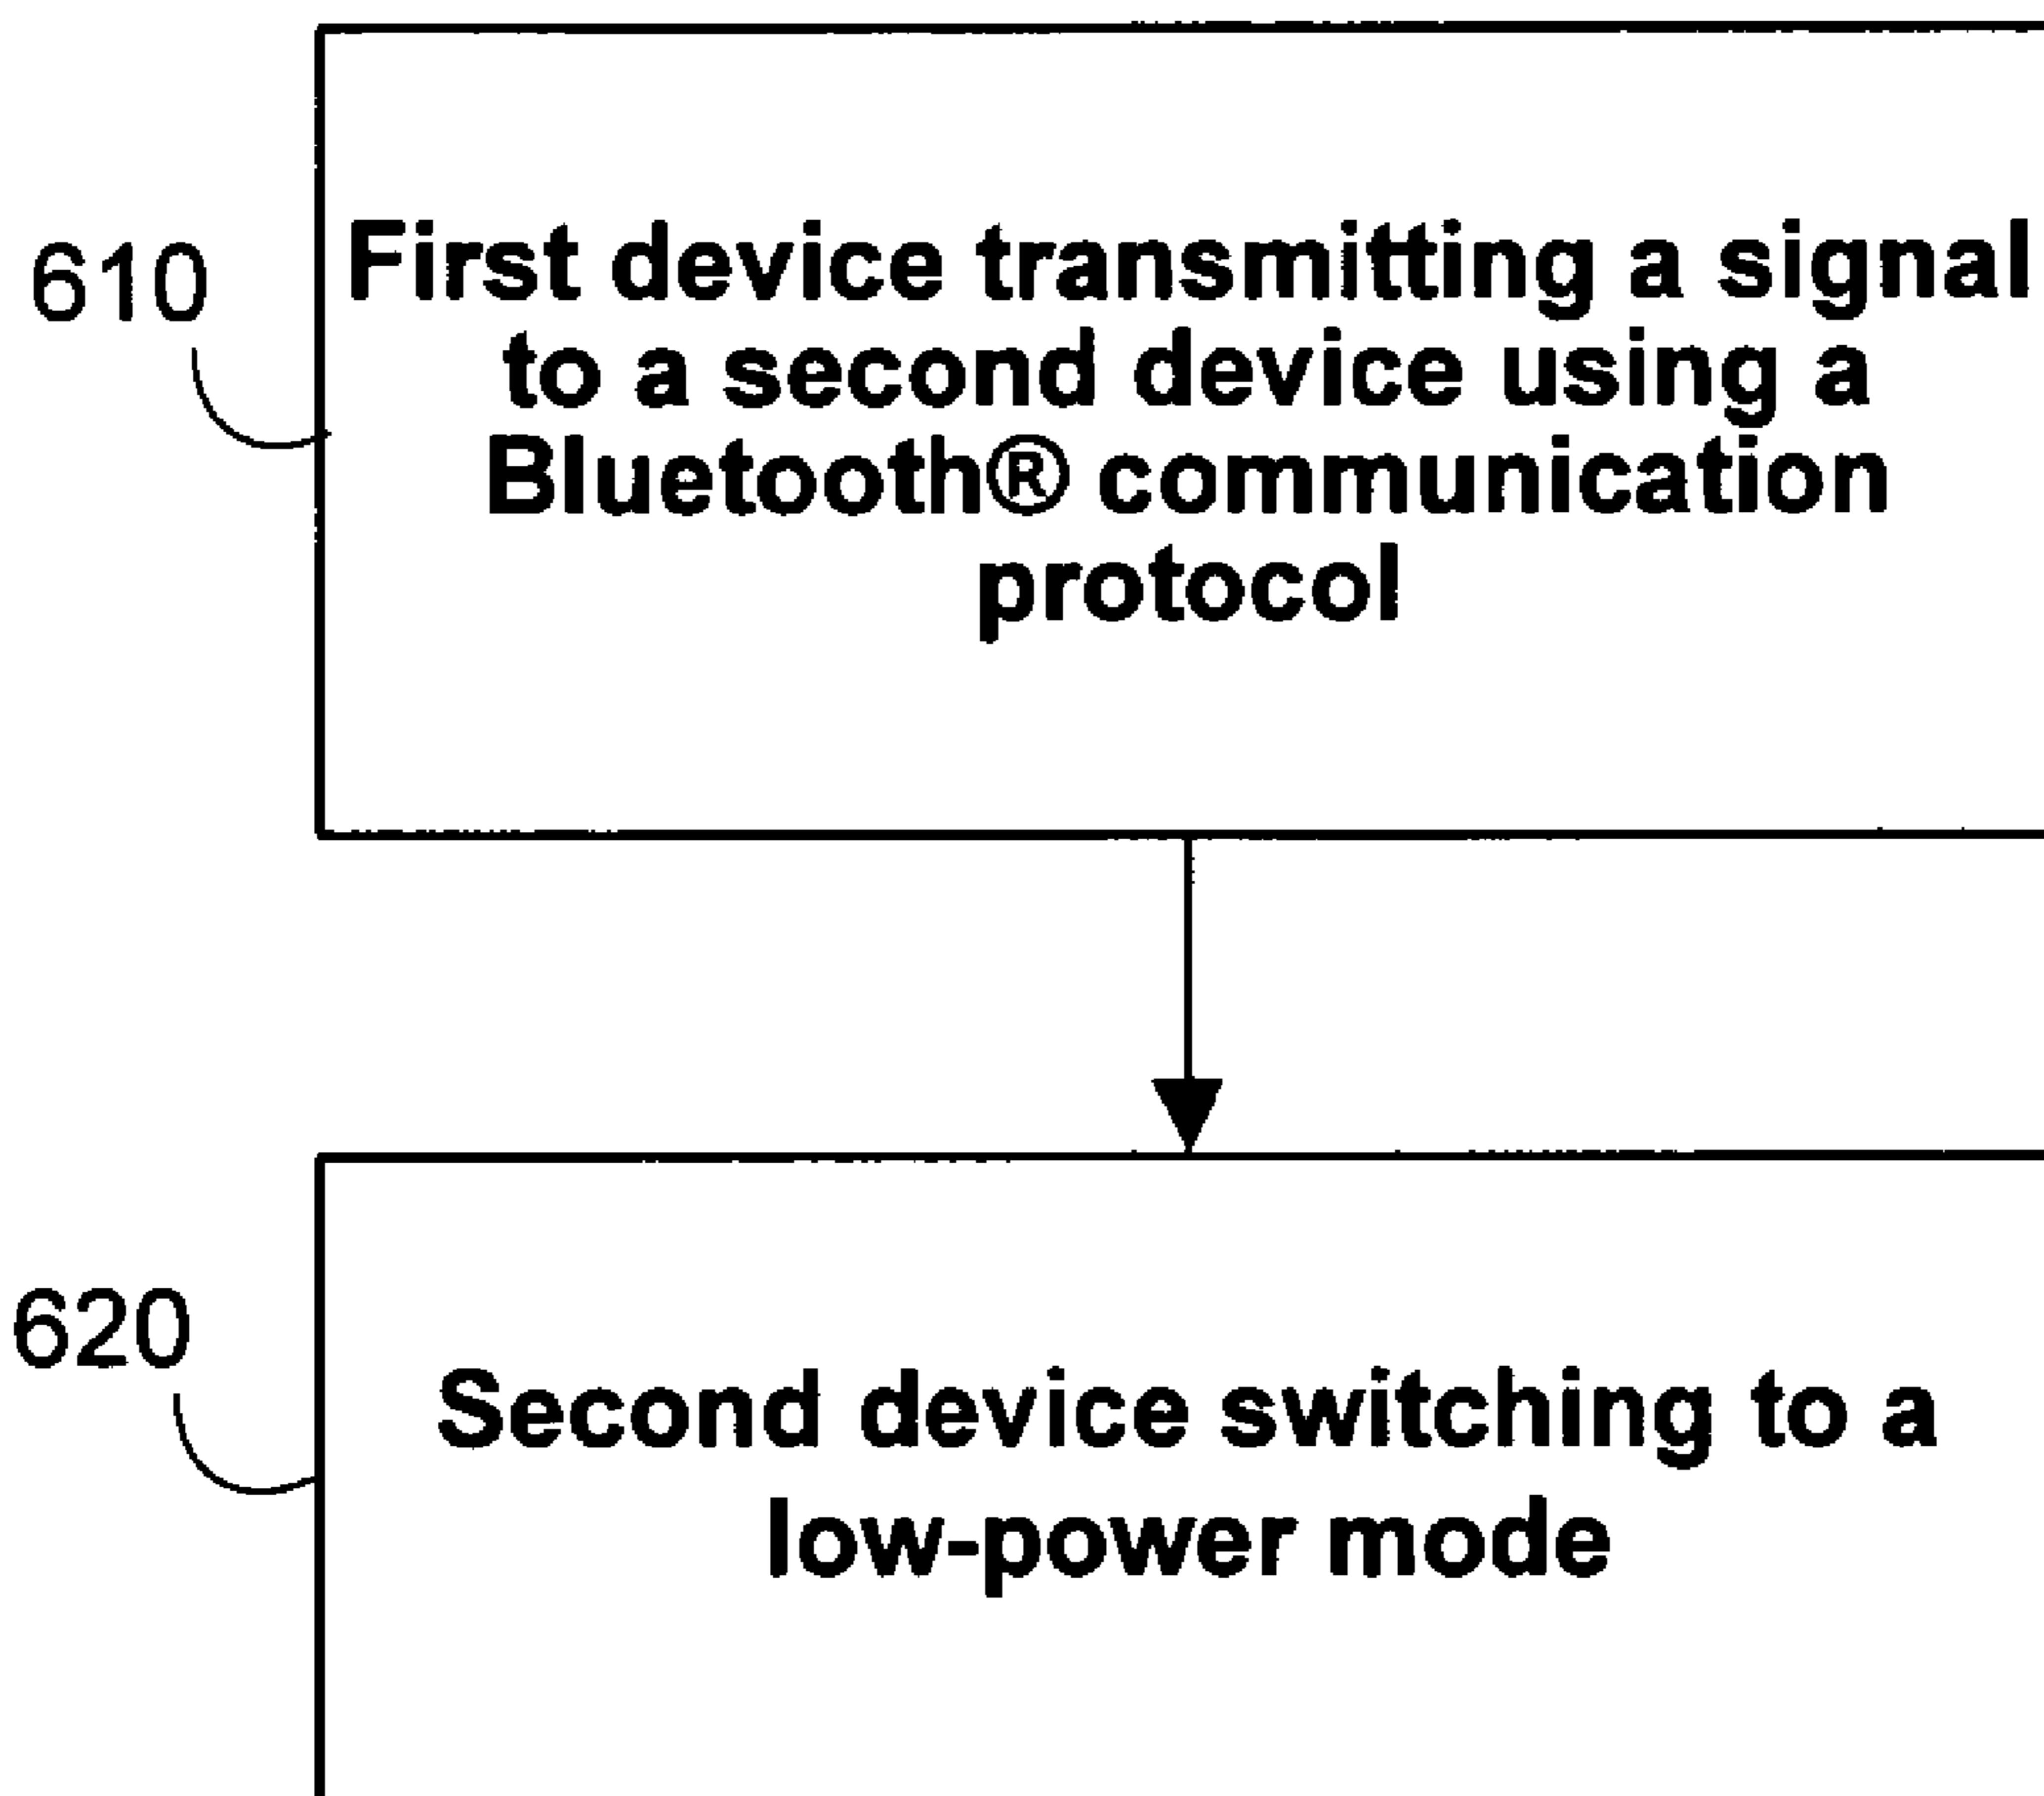 610
First device transmitting a signal
to a second device using a
Bluetooth® communication
protocol
620
Second device switching to a
low-power mode